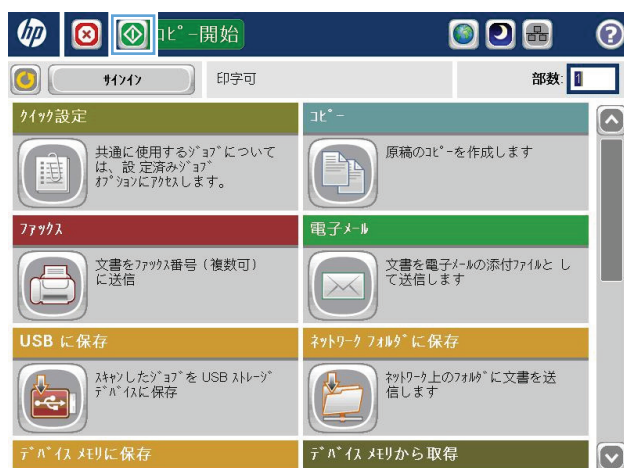 hp
ｺﾋﾟｰ開始
?
ｻｲﾝｲﾝ
印字可
部数: 1
ｸｲｯｸ設定
共通に使用するｼﾞｮﾌﾞについて
は、設 定済みｼﾞｮﾌﾞ
ｵﾌﾟｼｮﾝにｱｸｾｽしま す。
ｺﾋﾟｰ
原稿のｺﾋﾟｰを作成します
ﾌｧｯｸｽ
文書をﾌｧｯｸｽ番号（複数可）
に送信
電子ﾒｰﾙ
文書を電子ﾒｰﾙの添付ﾌｧｲﾙと し
て送信しま す
USB に保存
ｽｷｬﾝしたｼﾞｮﾌﾞを USB ｽﾄﾚｰｼﾞ
ﾃﾞﾊﾞｲｽに保存
ﾈｯﾄﾜｰｸ ﾌｫﾙﾀﾞに保存
ﾈｯﾄﾜｰｸ上のﾌｫﾙﾀﾞに文書を送
信します
ﾃﾞﾊﾞｲｽ ﾒﾓﾘに保存
ﾃﾞﾊﾞｲｽ ﾒﾓﾘから取得